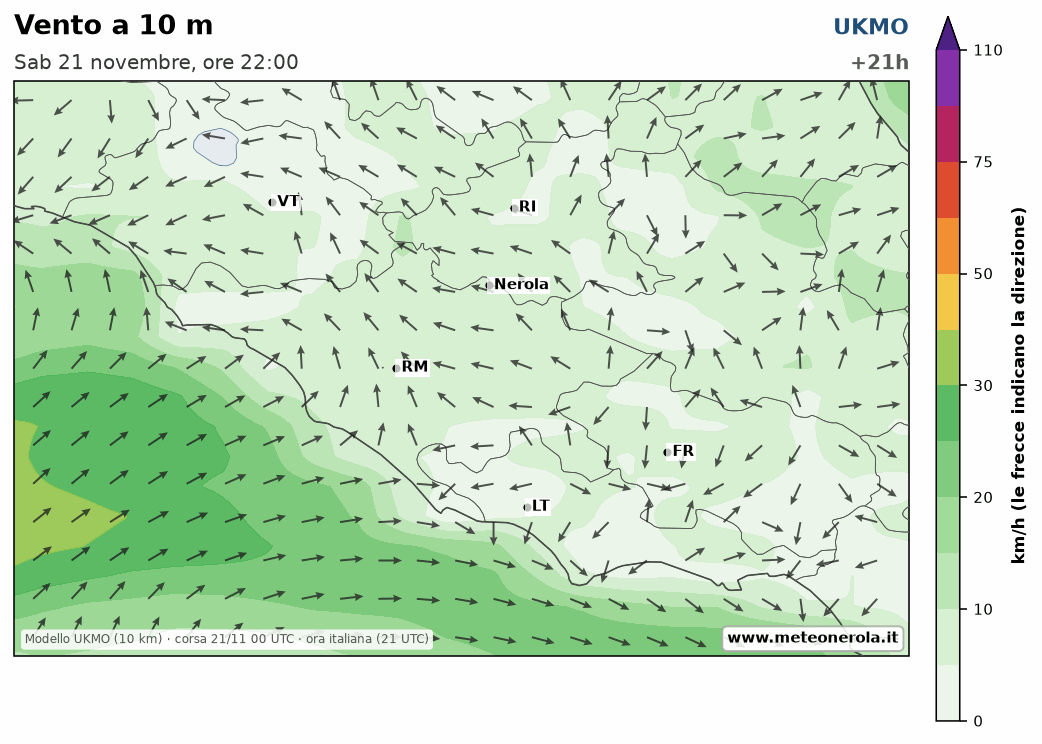 Vento a 10 m
UKMO
Sab 21 novembre, ore 22:00
+21h
VT
RI
Nerola
RM
FR
LT
Modello UKMO (10 km) · corsa 21/11 00 UTC · ora italiana (21 UTC)
www.meteonerola.it
110
75
50
30
20
10
0
km/h (le frecce indicano la direzione)